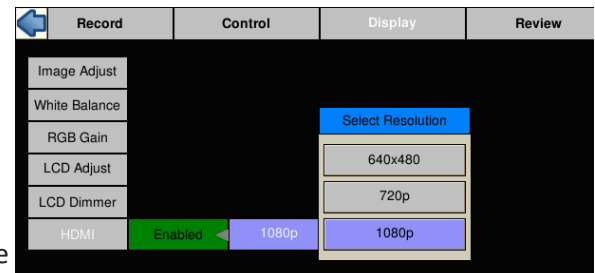 Record Control Display Review
Image Adjust
White Balance
Select Resolution
RGB Gain
640x480
LCD Adjust
720p
LCD Dimmer
HDMI Enabled 1080p 1080p
e